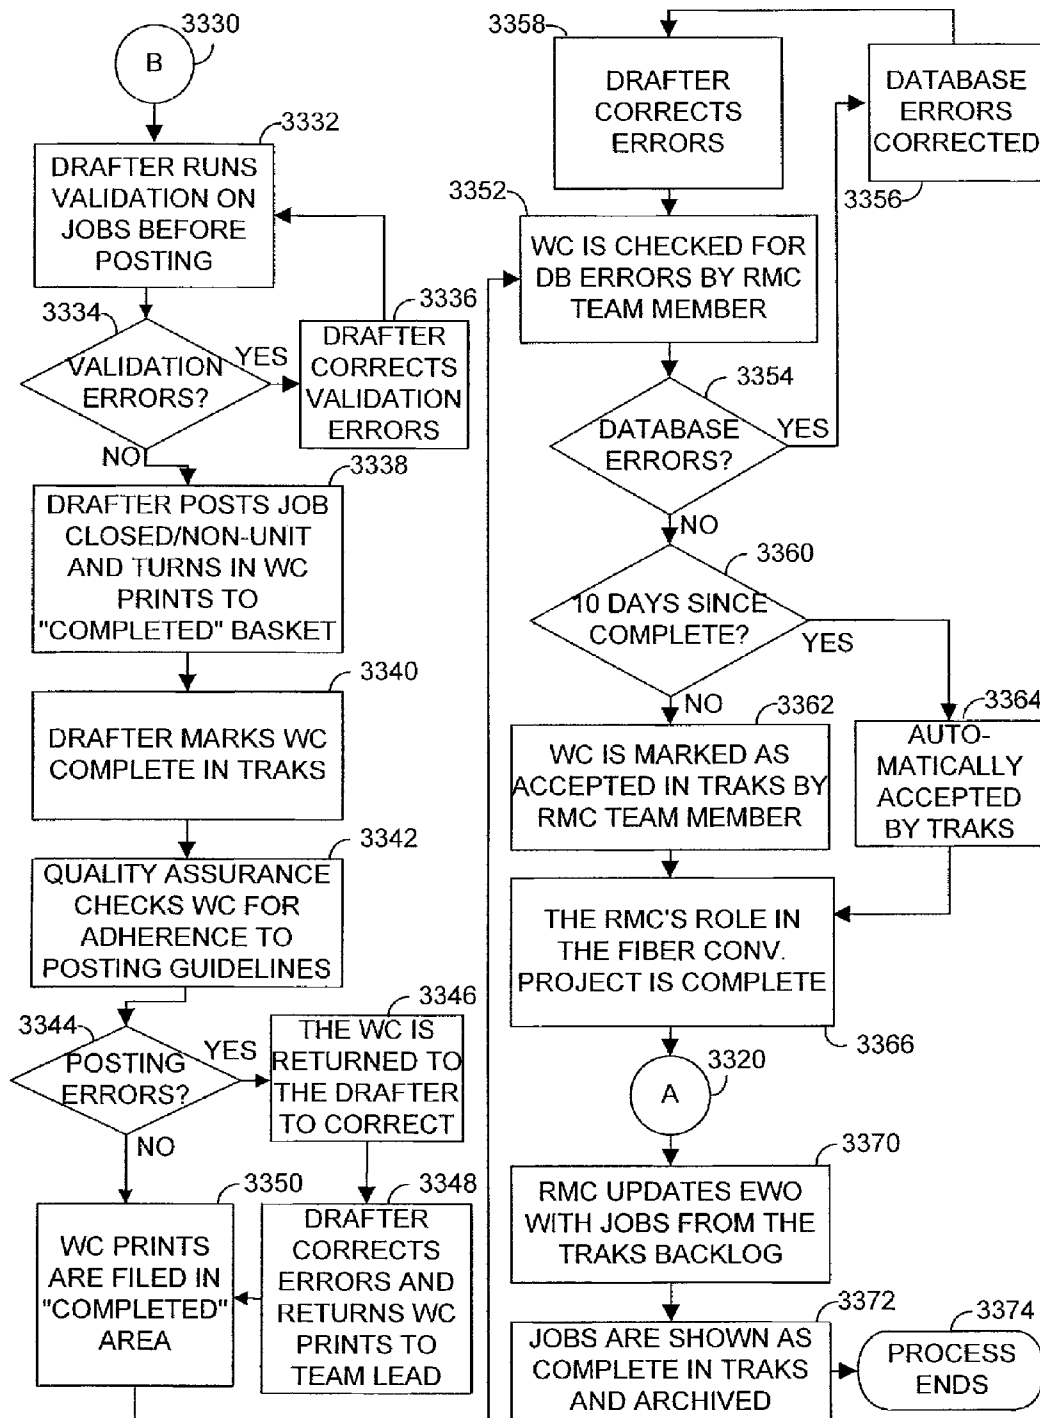 3330
B
3332
DRAFTER RUNS
VALIDATION ON
JOBS BEFORE
POSTING
3334
VALIDATION
ERRORS?
YES
3336
DRAFTER
CORRECTS
VALIDATION
ERRORS
NO
3338
DRAFTER POSTS JOB
CLOSED/NON-UNIT
AND TURNS IN WC
PRINTS TO
"COMPLETED" BASKET
3340
DRAFTER MARKS WC
COMPLETE IN TRAKS
3342
QUALITY ASSURANCE
CHECKS WC FOR
ADHERENCE TO
POSTING GUIDELINES
3344
POSTING
ERRORS?
YES
3346
THE WC IS
RETURNED TO
THE DRAFTER
TO CORRECT
NO
3348
DRAFTER
CORRECTS
ERRORS AND
RETURNS WC
PRINTS TO
TEAM LEAD
3350
WC PRINTS
ARE FILED IN
"COMPLETED"
AREA
3358
DRAFTER
CORRECTS
ERRORS
DATABASE
ERRORS
CORRECTED
3356
3352
WC IS CHECKED FOR
DB ERRORS BY RMC
TEAM MEMBER
3354
DATABASE
ERRORS?
YES
NO
3360
10 DAYS SINCE
COMPLETE?
YES
NO
3362
WC IS MARKED AS
ACCEPTED IN TRAKS BY
RMC TEAM MEMBER
3364
AUTO-
MATICALLY
ACCEPTED
BY TRAKS
THE RMC'S ROLE IN
THE FIBER CONV.
PROJECT IS COMPLETE
3366
3320
A
3370
RMC UPDATES EWO
WITH JOBS FROM THE
TRAKS BACKLOG
3372
JOBS ARE SHOWN AS
COMPLETE IN TRAKS
AND ARCHIVED
3374
PROCESS
ENDS